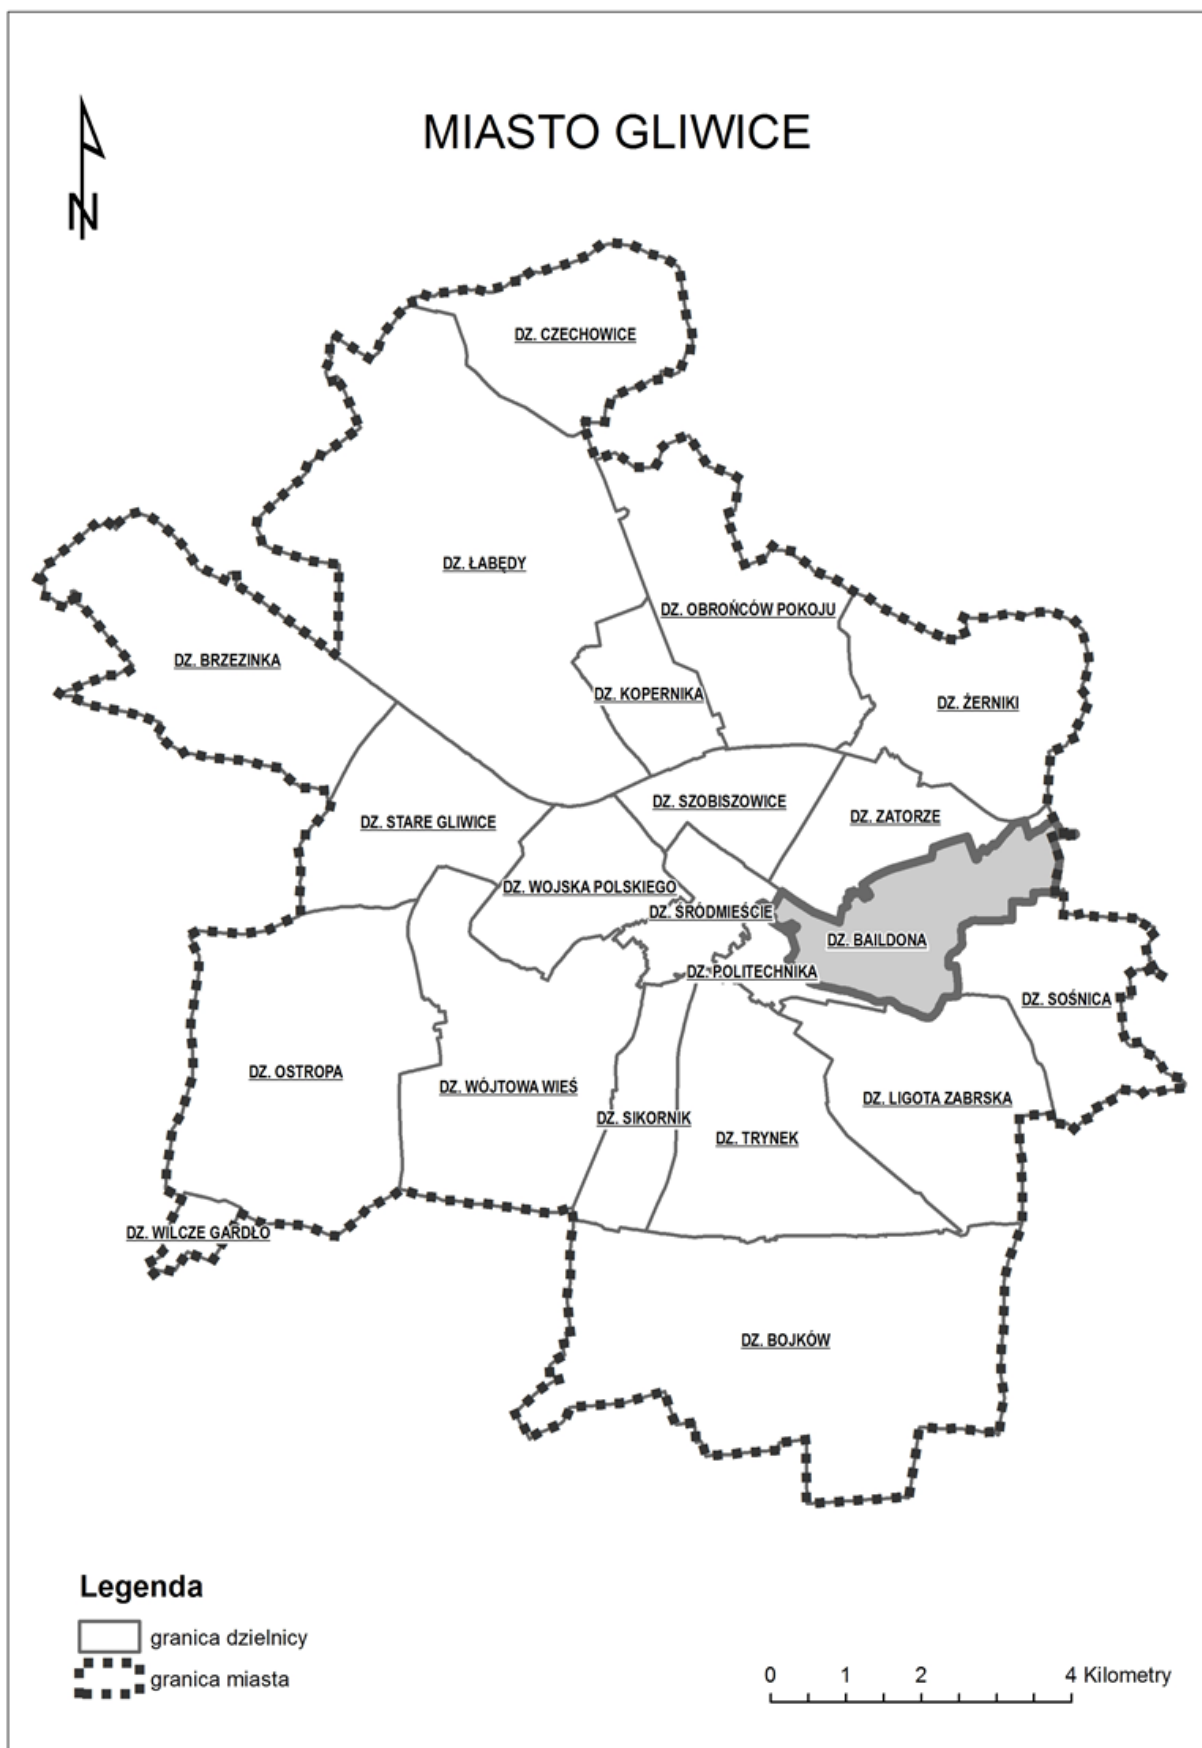 MIASTO GLIWICE
N
DZ. CZECHOWICE
DZ. ŁABĘDY
DZ. OBROŃCÓW POKOJU
DZ. BRZEZINKA
DZ. KOPERNIKA
DZ. ŻERNIKI
DZ. SZOBISZOWICE
DZ. STARE GLIWICE
DZ. ZATORZE
DZ. WOJSKA POLSKIEGO
DZ. ŚRÓDMIEŚCIE
DZ. BAILDONA
DZ. POLITECHNIKA
DZ. SOŚNICA
DZ. OSTROPA
DZ. WÓJTOWA WIEŚ
DZ. LIGOTA ZABRSKA
DZ. SIKORNIK
DZ. TRYNEK
DZ. WILCZE GARDŁO
DZ. BOJKÓW
Legenda
granica dzielnicy
granica miasta
0 1 2 4 Kilometry